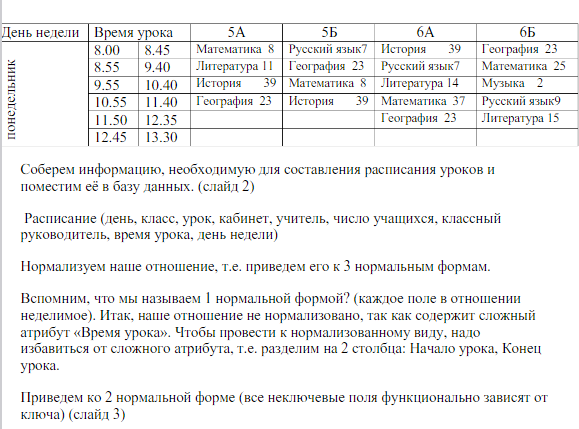 День недели Время урока 5А 5Б 6А 6Б
понедельник
8.00 8.45 Математика 8 Русский язык7 История 39 География 23
8.55 9.40 Литература 11 География 23 Русский язык7 Математика 25
9.55 10.40 История 39 Математика 8 Литература 14 Музыка 2
10.55 11.40 География 23 История 39 Математика 37 Русский язык9
11.50 12.35 География 23 Литература 15
12.45 13.30
Соберем информацию, необходимую для составления расписания уроков и
поместим её в базу данных. (слайд 2)
Расписание (день, класс, урок, кабинет, учитель, число учащихся, классный
руководитель, время урока, день недели)
Нормализуем наше отношение, т.е. приведем его к 3 нормальным формам.
Вспомним, что мы называем 1 нормальной формой? (каждое поле в отношении
неделимое). Итак, наше отношение не нормализовано, так как содержит сложный
атрибут «Время урока». Чтобы провести к нормализованному виду, надо
избавиться от сложного атрибута, т.е. разделим на 2 столбца: Начало урока, Конец
урока.
Приведем ко 2 нормальной форме (все неключевые поля функционально зависят от
ключа) (слайд 3)